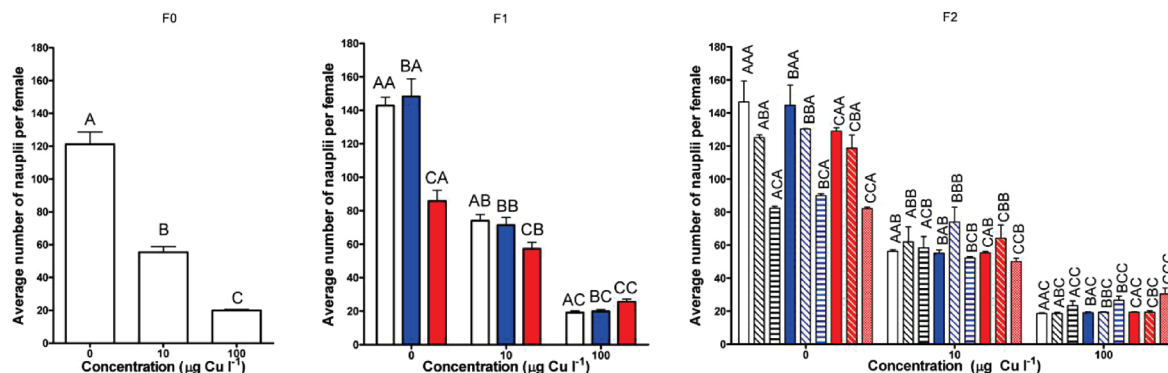 F0
Average number of nauplii per female
180
160
140
120
100
80
60
40
20
0
A
B
C
0 10 100
Concentration (µg Cu l⁻¹)
F1
Average number of nauplii per female
180
160
140
120
100
80
60
40
20
0
AA BA CA
AB BB CB
AC BC CC
0 10 100
Concentration (µg Cu l⁻¹)
F2
Average number of nauplii per female
180
160
140
120
100
80
60
40
20
0
AAA ABA ACA BAA BBA BCA CAA CBA CCA
AAB ABB ACB BAB BBB BCB CAB CBB CCB
AAC ABC ACC BAC BBC BCC CAC CBC CCC
0 10 100
Concentration (µg Cu l⁻¹)